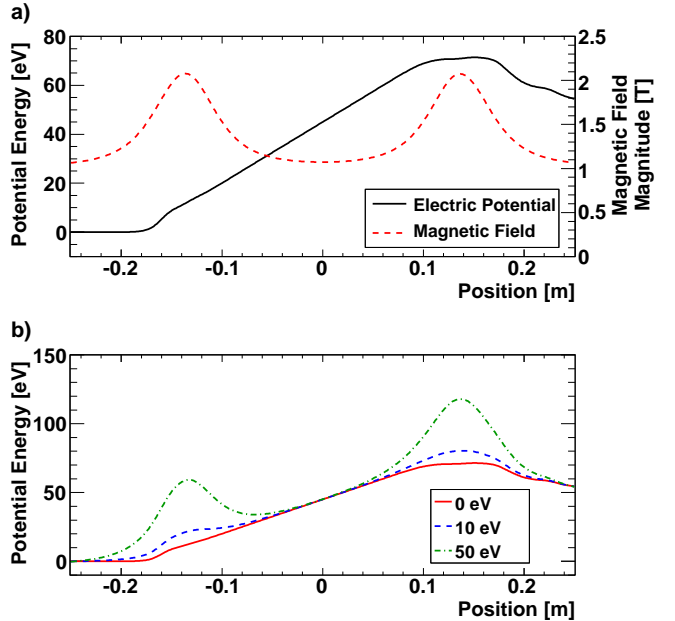 a)
80
60
40
20
0
Potential Energy [eV]
2.5
2
1.5
1
0.5
0
Magnetic Field
Magnitude [T]
Electric Potential
Magnetic Field
-0.2 -0.1 0 0.1 0.2
Position [m]
b)
150
100
50
0
Potential Energy [eV]
0 eV
10 eV
50 eV
-0.2 -0.1 0 0.1 0.2
Position [m]